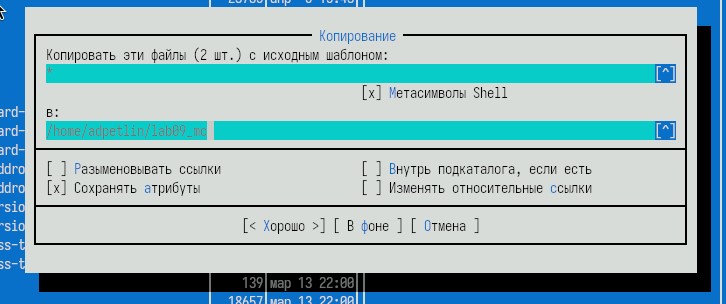 Копирование
Копировать эти файлы (2 шт.) с исходным шаблоном:
* [^]
[x] Метасимволы Shell
в:
/home/adpetlin/lab09_mc [^]
[ ] Разыменовывать ссылки [ ] Внутрь подкаталога, если есть
[x] Сохранять атрибуты [ ] Изменять относительные ссылки
[< Хорошо >] [ В фоне ] [ Отмена ]
139 мар 13 22:00
18657 мар 13 22:00